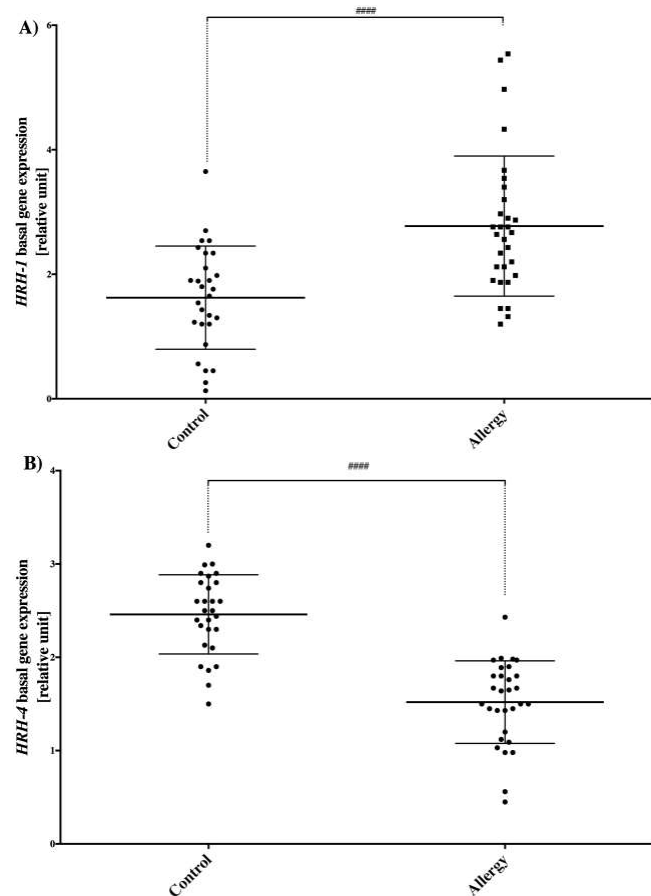 A)
####
6
4
2
0
HRH-1 basal gene expression
[relative unit]
Control
Allergy
B)
####
4
3
2
1
0
HRH-4 basal gene expression
[relative unit]
Control
Allergy